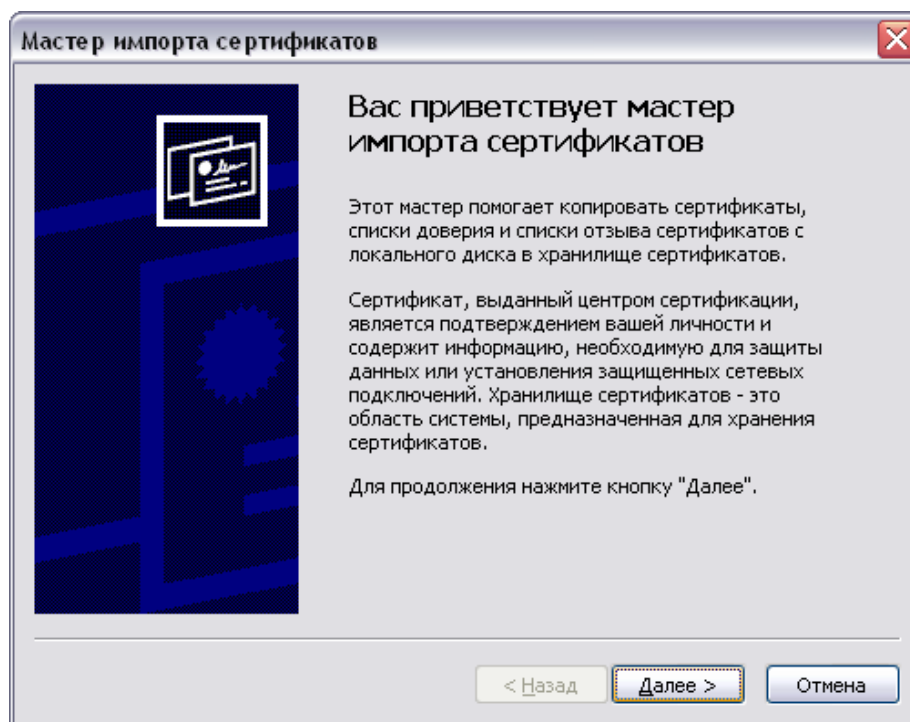 Мастер импорта сертификатов
Вас приветствует мастер
импорта сертификатов
Этот мастер помогает копировать сертификаты,
списки доверия и списки отзыва сертификатов с
локального диска в хранилище сертификатов.
Сертификат, выданный центром сертификации,
является подтверждением вашей личности и
содержит информацию, необходимую для защиты
данных или установления защищенных сетевых
подключений. Хранилище сертификатов - это
область системы, предназначенная для хранения
сертификатов.
Для продолжения нажмите кнопку "Далее".
< Назад Далее > Отмена